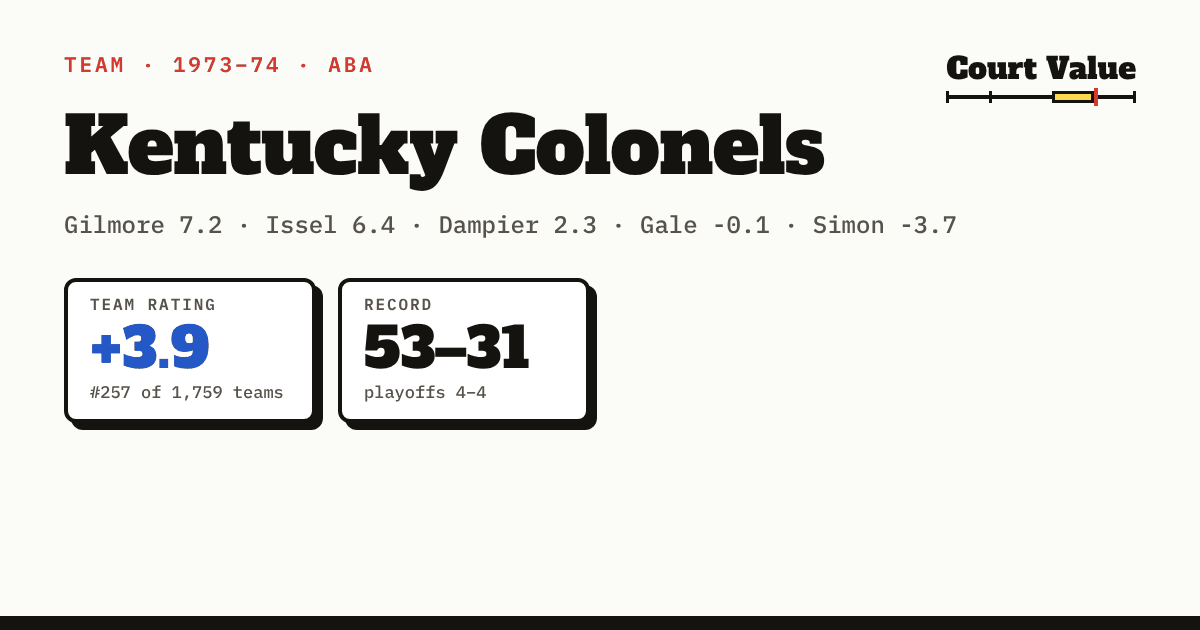 TEAM · 1973–74 · ABA
Court Value
Kentucky Colonels
Gilmore 7.2 · Issel 6.4 · Dampier 2.3 · Gale -0.1 · Simon -3.7
TEAM RATING
+3.9
#257 of 1,759 teams
RECORD
53–31
playoffs 4–4